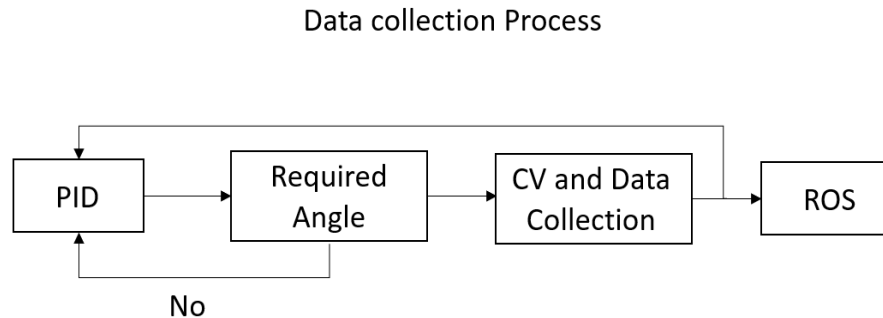 Data collection Process
PID
Required
Angle
CV and Data
Collection
ROS
No